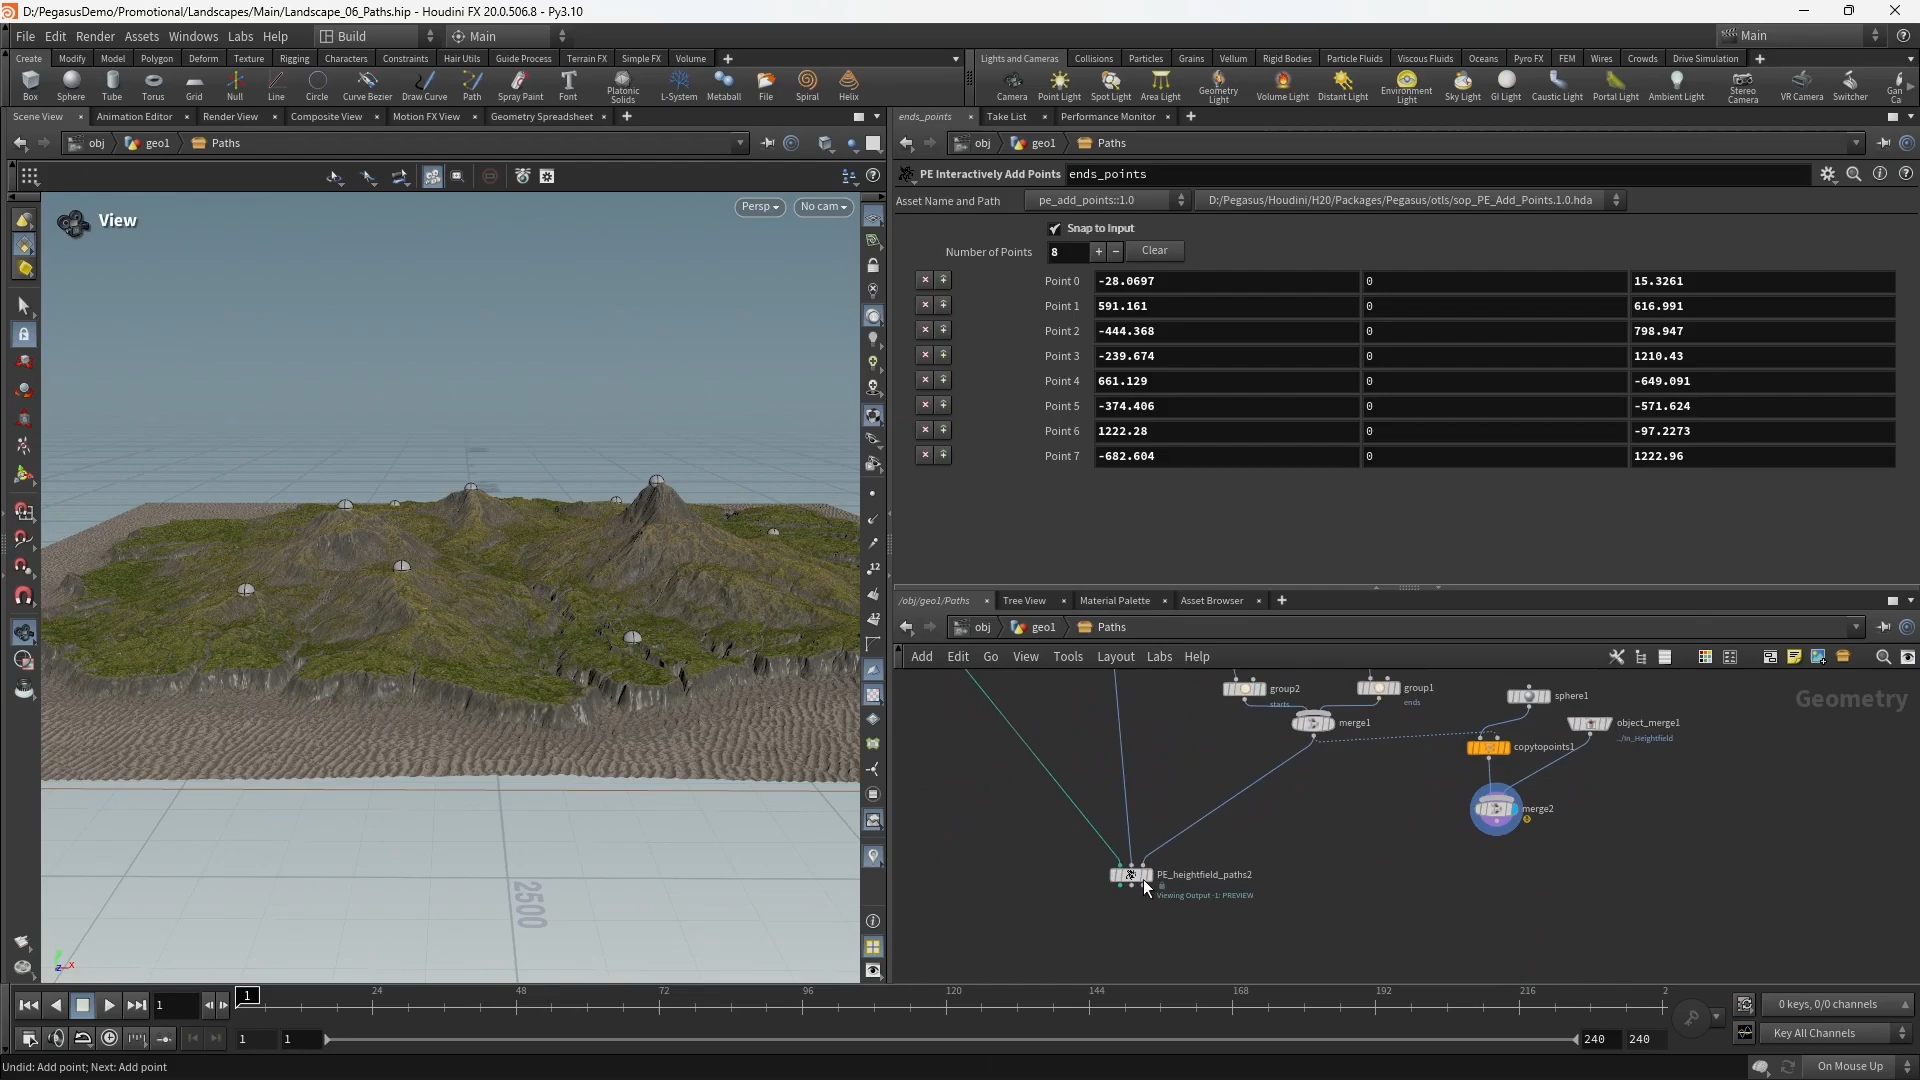 D:/PegasusDemo/Promotional/Landscapes/Main/Landscape_06_Paths.hip - Houdini FX 20.0.506.8 - Py3.10
File Edit Render Assets Windows Labs Help Build Main Main
Create Modify Model Polygon Deform Texture Rigging Characters Constraints Hair Utils Guide Process Terrain FX Simple FX Volume
Lights and Cameras Collisions Particles Grains Vellum Rigid Bodies Particle Fluids Viscous Fluids Oceans Pyro FX FEM Wires Crowds Drive Simulation
Box Sphere Tube Torus Grid Null Line Circle Curve Bezier Draw Curve Path Spray Paint Font Platonic Solids L-System Metaball File Spiral Helix
Camera Point Light Spot Light Area Light Geometry Light Volume Light Distant Light Environment Light Sky Light GI Light Caustic Light Portal Light Ambient Light Stereo Camera VR Camera Switcher Gan Ca
Scene View Animation Editor Render View Composite View Motion FX View Geometry Spreadsheet
ends_points Take List Performance Monitor
obj geo1 Paths
obj geo1 Paths
PE Interactively Add Points ends_points
Asset Name and Path pe_add_points::1.0 D:/Pegasus/Houdini/H20/Packages/Pegasus/otls/sop_PE_Add_Points.1.0.hda
View
Persp No cam
Snap to Input
Number of Points 8 + − Clear
Point 0 -28.0697 0 15.3261
Point 1 591.161 0 616.991
Point 2 -444.368 0 798.947
Point 3 -239.674 0 1210.43
Point 4 661.129 0 -649.091
Point 5 -374.406 0 -571.624
Point 6 1222.28 0 -97.2273
Point 7 -682.604 0 1222.96
2500
z x
12
12
/obj/geo1/Paths Tree View Material Palette Asset Browser
obj geo1 Paths
Add Edit Go View Tools Layout Labs Help
Geometry
group2
starts
group1
ends
merge1
sphere1
object_merge1
../In_Heightfield
copytopoints1
merge2
PE_heightfield_paths2
Viewing Output -1: PREVIEW
1 1 24 48 72 96 120 144 168 192 216 2
0 keys, 0/0 channels
1 1 240 240 Key All Channels
Undid: Add point; Next: Add point
On Mouse Up